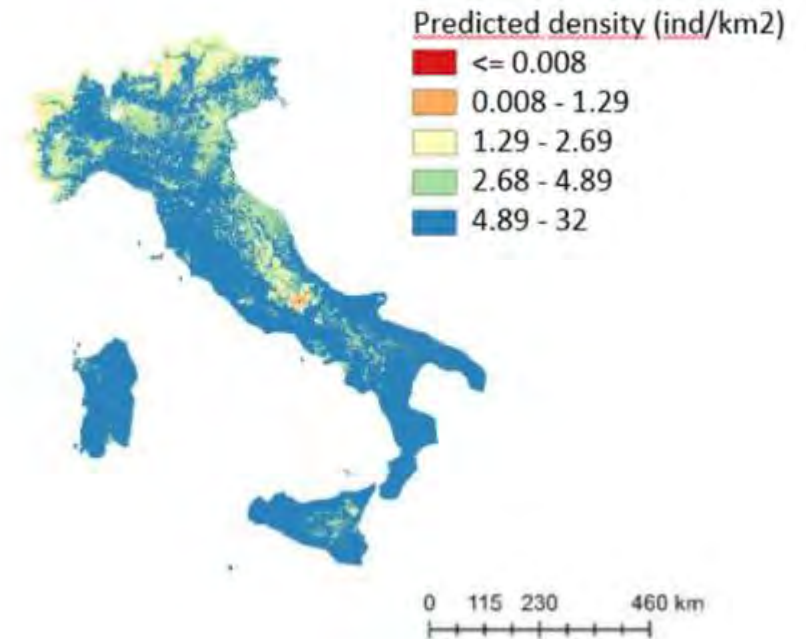 Predicted density (ind/km2)
<= 0.008
0.008 - 1.29
1.29 - 2.69
2.68 - 4.89
4.89 - 32
0 115 230 460 km